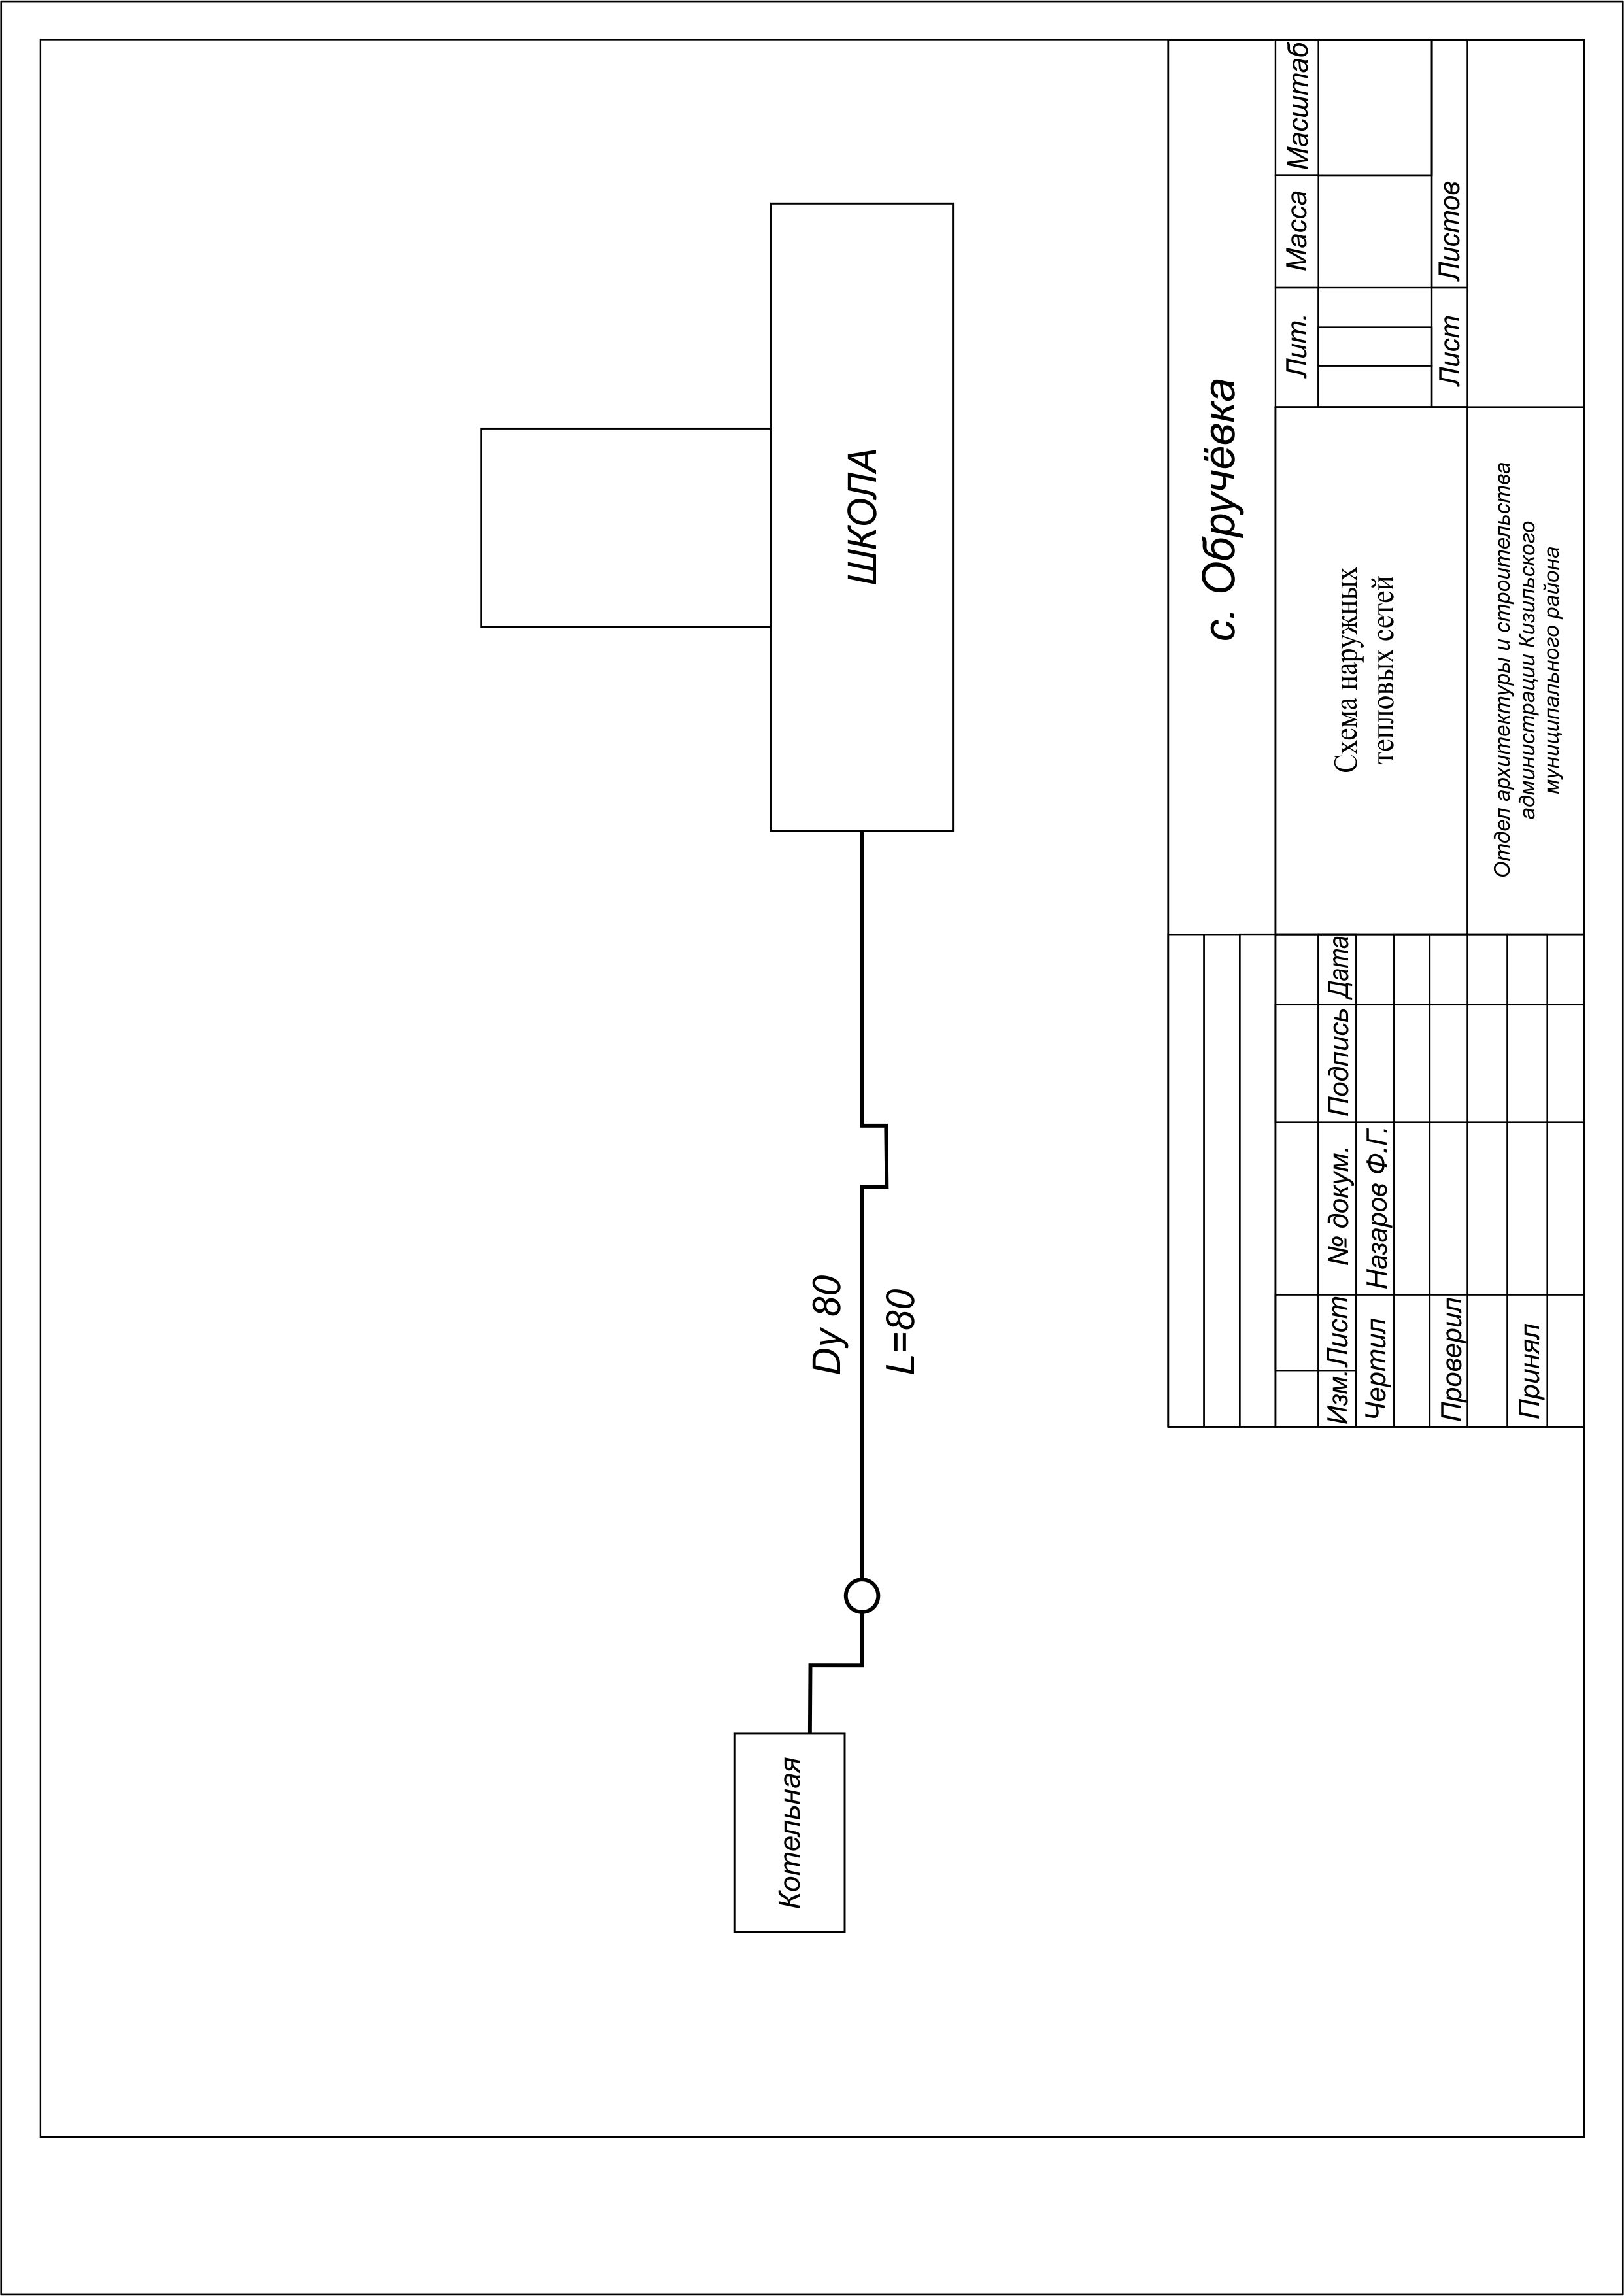 Котельная
Dу 80
L=80
ШКОЛА
с. Обручёвка
Изм. Лист № докум. Подпись Дата
Чертил Назаров Ф.Г.
Проверил
Принял
Схема наружных
тепловых сетей
Лит. Масса Масштаб
Лист Листов
Отдел архитектуры и строительства
администрации Кизильского
муниципального района